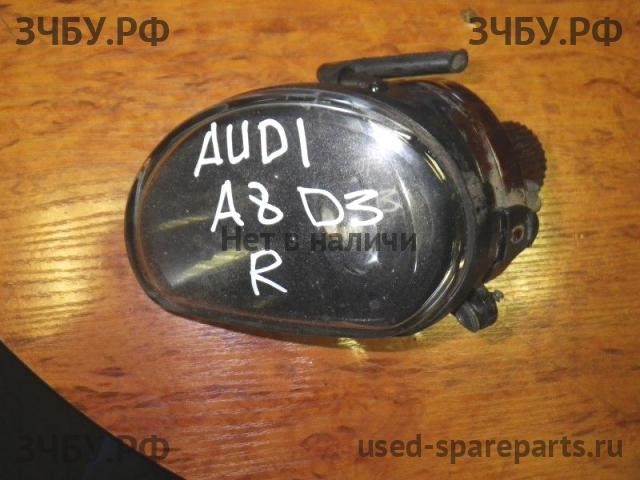 ЗЧБУ.РФ ЗЧБУ.РФ
AUDI
A8 D3
Нет в наличи
R
ЗЧБУ.РФ used-spareparts.ru